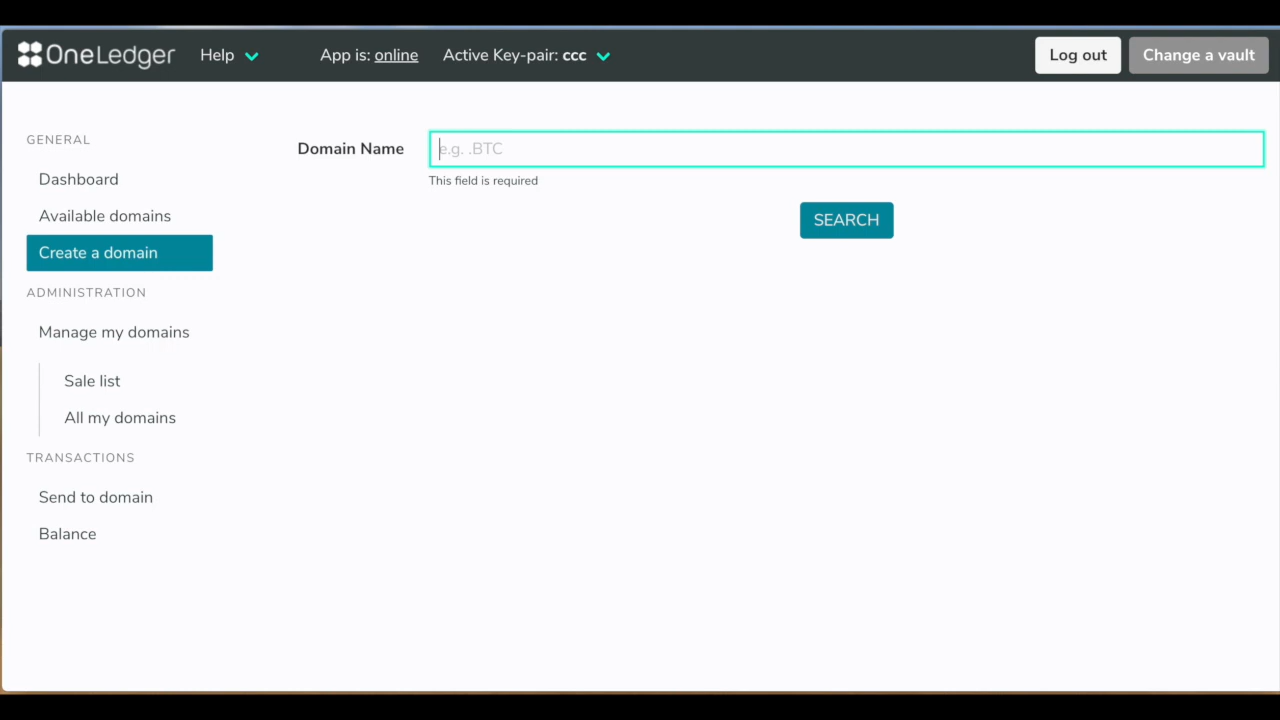 OneLedger Help App is: online Active Key-pair: ccc Log out Change a vault
GENERAL
Dashboard
Available domains
Create a domain
ADMINISTRATION
Manage my domains
Sale list
All my domains
TRANSACTIONS
Send to domain
Balance
Domain Name e.g. .BTC
This field is required
SEARCH